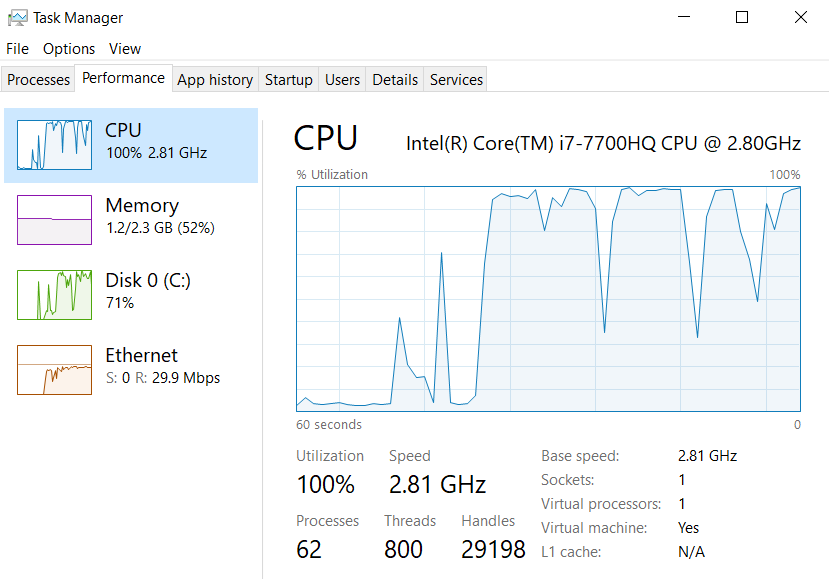 Task Manager
File Options View
Processes Performance App history Startup Users Details Services
CPU
100% 2.81 GHz
Memory
1.2/2.3 GB (52%)
Disk 0 (C:)
71%
Ethernet
S: 0 R: 29.9 Mbps
CPU Intel(R) Core(TM) i7-7700HQ CPU @ 2.80GHz
% Utilization 100%
60 seconds 0
Utilization Speed
100% 2.81 GHz
Processes Threads Handles
62 800 29198
Base speed: 2.81 GHz
Sockets: 1
Virtual processors: 1
Virtual machine: Yes
L1 cache: N/A